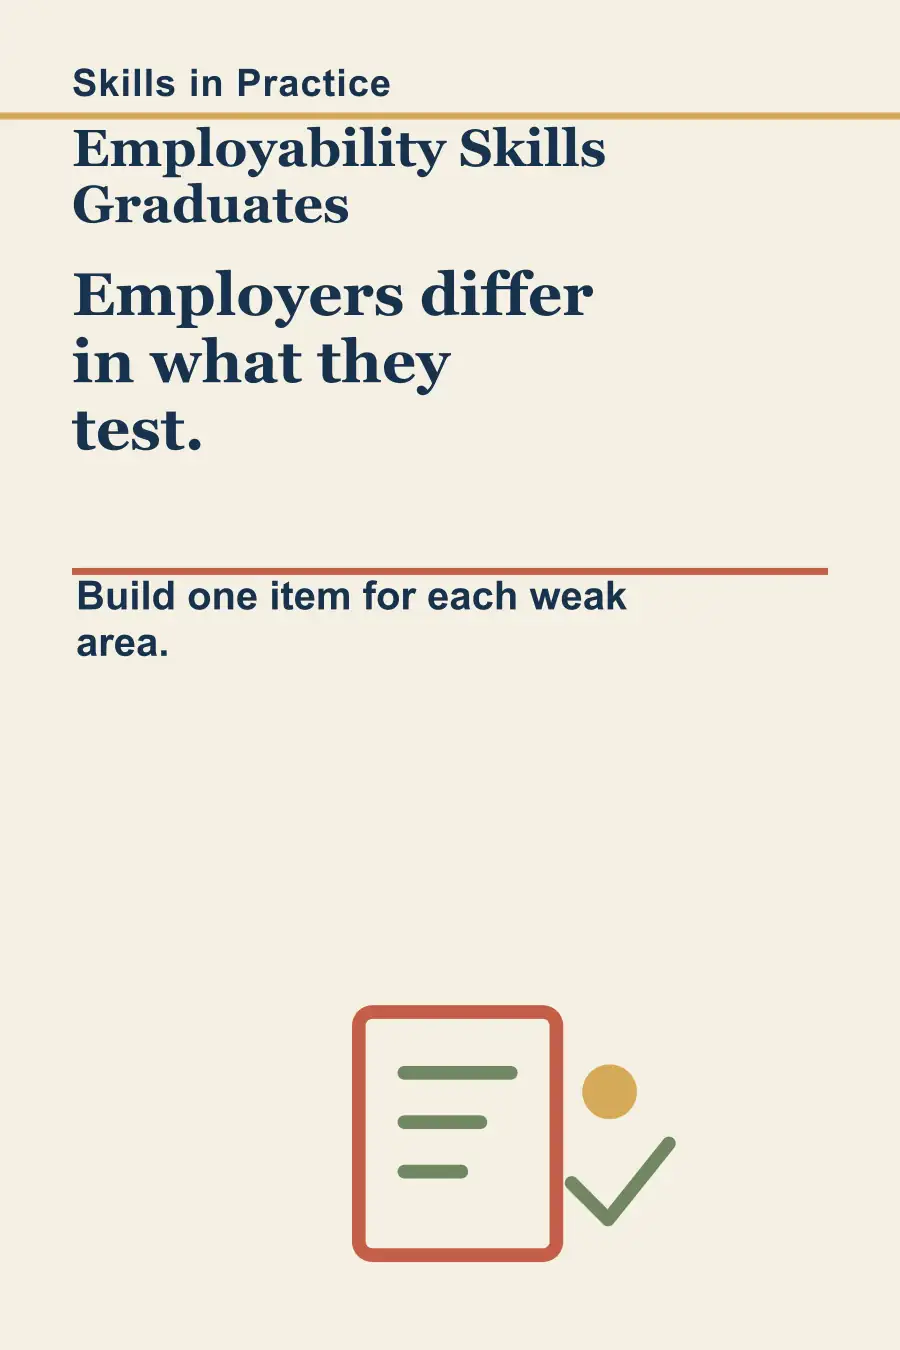 Skills in Practice
Employability Skills
Graduates
Employers differ
in what they
test.
Build one item for each weak
area.